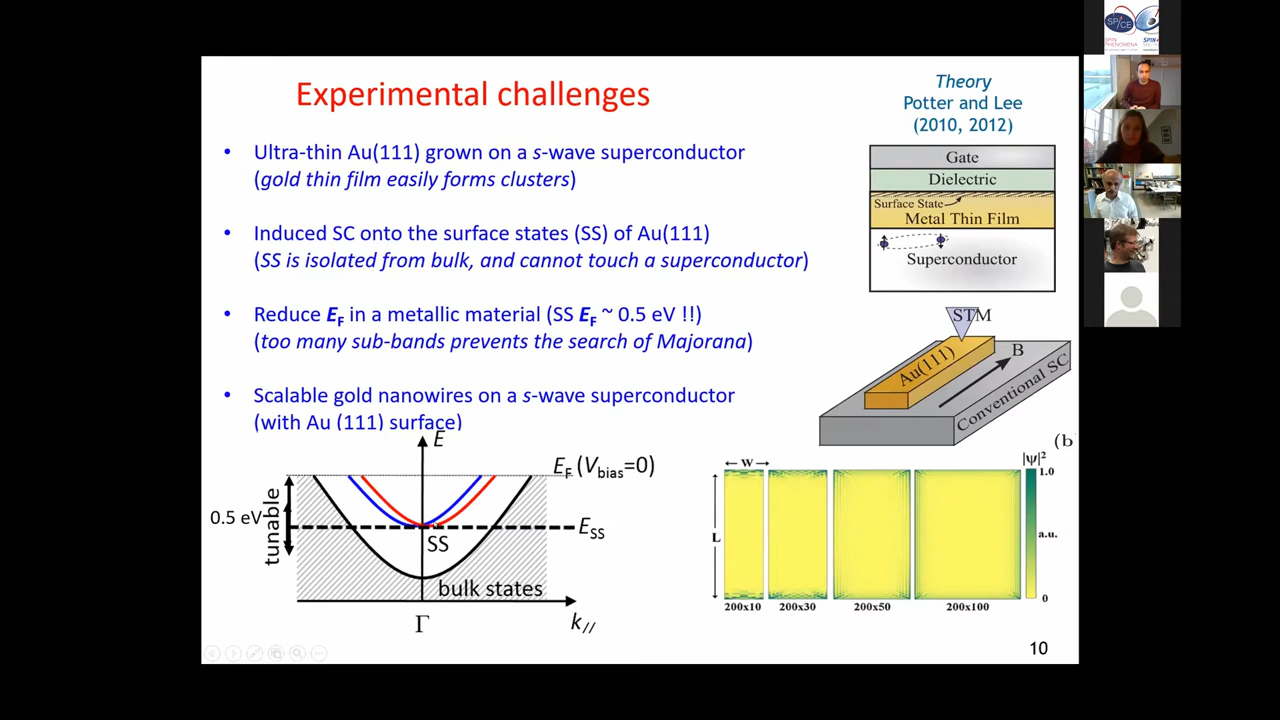 Experimental challenges
• Ultra-thin Au(111) grown on a s-wave superconductor
(gold thin film easily forms clusters)
• Induced SC onto the surface states (SS) of Au(111)
(SS is isolated from bulk, and cannot touch a superconductor)
• Reduce EF in a metallic material (SS EF ~ 0.5 eV !!)
(too many sub-bands prevents the search of Majorana)
• Scalable gold nanowires on a s-wave superconductor
(with Au (111) surface)
E
EF (Vbias=0)
0.5 eV
tunable
ESS
SS
bulk states
Γ
k//
Theory
Potter and Lee
(2010, 2012)
Gate
Dielectric
Surface State
Metal Thin Film
Superconductor
STM
Au(111)
B
Conventional SC
(b
W
|ψ|²
1.0
L
a.u.
0
200x10 200x30 200x50 200x100
10
SPICE
SPIN
PHENOMENA
SPIN+